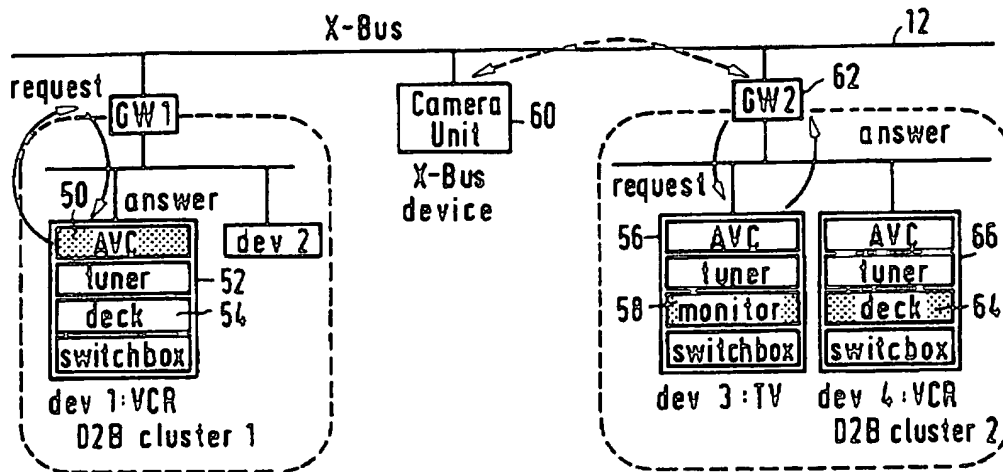 X-Bus
12
request
GW1
Camera
Unit
60
GW2
62
X-Bus
device
answer
50
answer
request
AVC
tuner
52
deck
54
switchbox
dev 2
56
AVC
tuner
58
monitor
switchbox
AVC
66
tuner
deck
64
switcbox
dev 1:VCR
D2B cluster 1
dev 3:TV
dev 4:VCR
D2B cluster 2